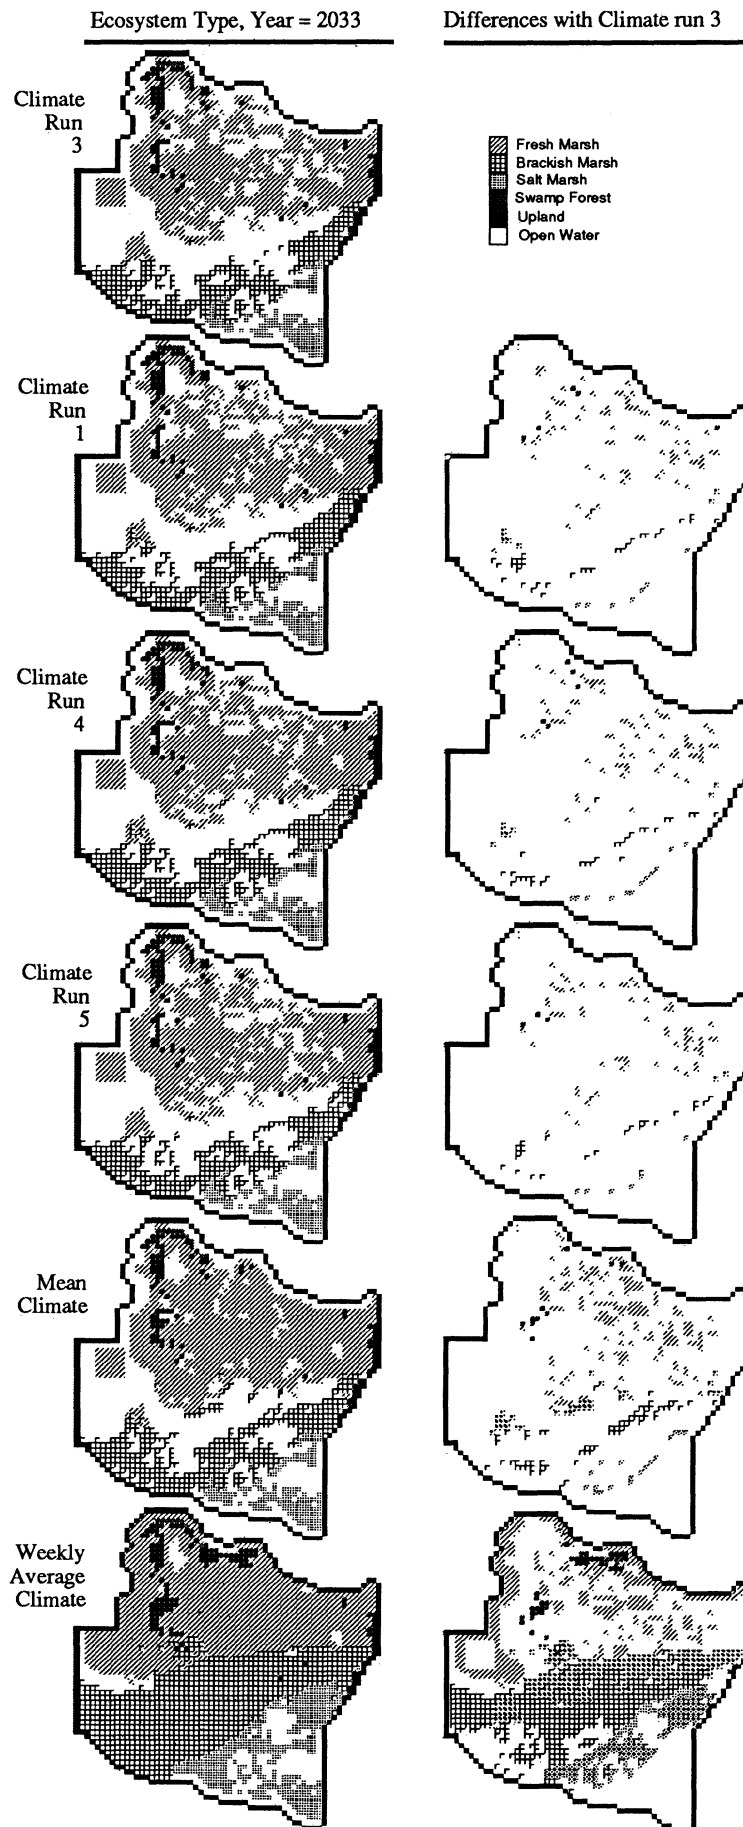 Ecosystem Type, Year = 2033
Differences with Climate run 3
Climate
Run
3
Fresh Marsh
Brackish Marsh
Salt Marsh
Swamp Forest
Upland
Open Water
Climate
Run
1
Climate
Run
4
Climate
Run
5
Mean
Climate
Weekly
Average
Climate